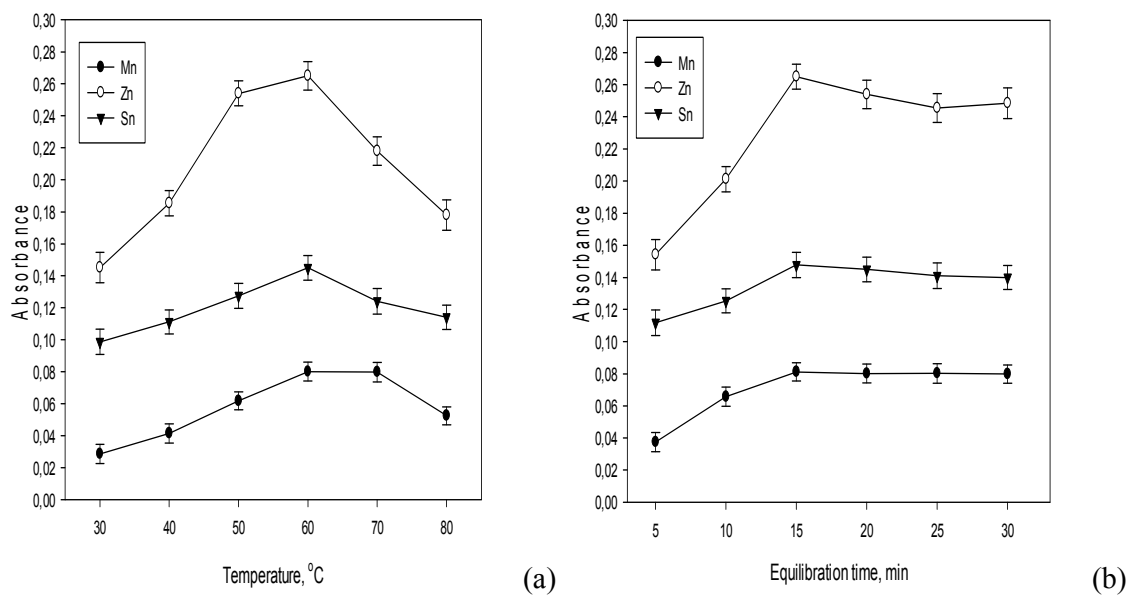 0,30
0,28
0,26
0,24
0,22
0,20
0,18
0,16
0,14
0,12
0,10
0,08
0,06
0,04
0,02
0,00
Absorbance
Mn
Zn
Sn
30 40 50 60 70 80
Temperature, °C
(a)
0,30
0,28
0,26
0,24
0,22
0,20
0,18
0,16
0,14
0,12
0,10
0,08
0,06
0,04
0,02
0,00
Absorbance
Mn
Zn
Sn
5 10 15 20 25 30
Equilibration time, min
(b)